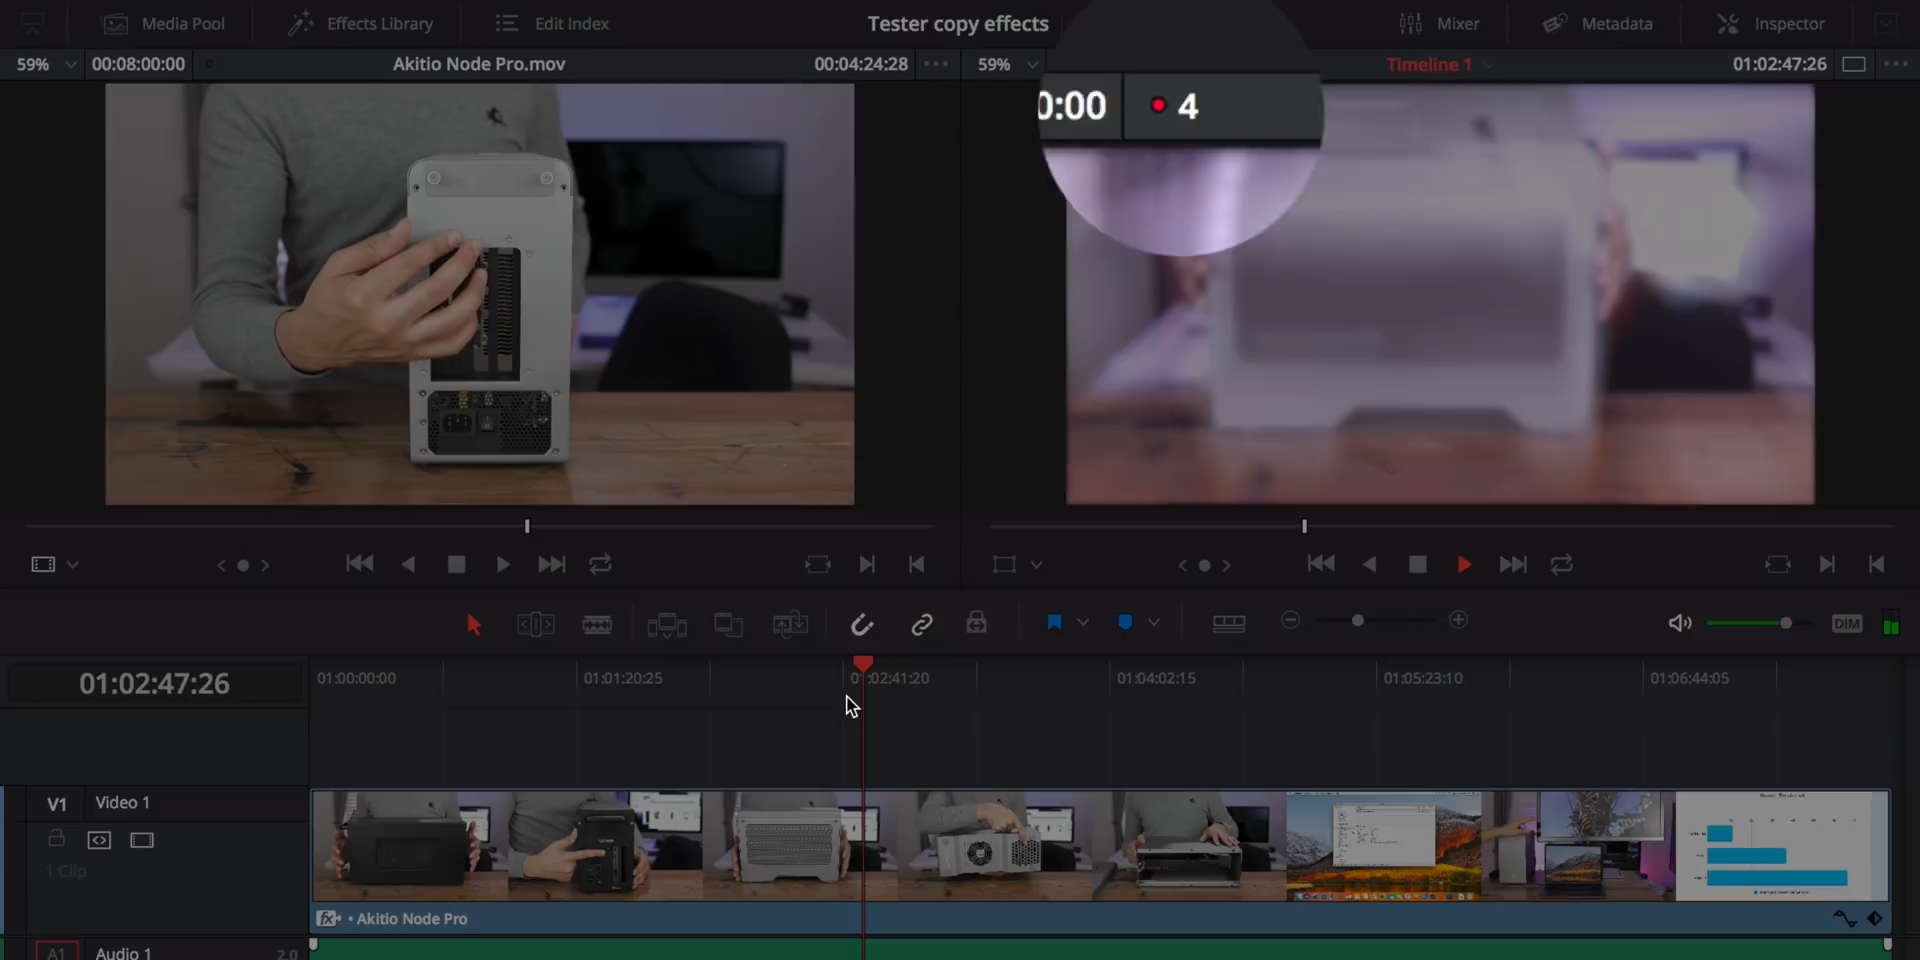 Media Pool
Effects Library
Edit Index
Tester copy effects
Mixer
Metadata
Inspector
59%
00:08:00:00
Akitio Node Pro.mov
00:04:24:28
59%
0:00
4
Timeline 1
01:02:47:26
DIM
01:02:47:26
01:00:00:00
01:01:20:25
01:02:41:20
01:04:02:15
01:05:23:10
01:06:44:05
V1
Video 1
1 Clip
fx
• Akitio Node Pro
A1
Audio 1
2.0